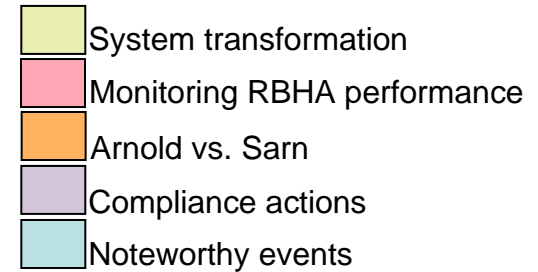 System transformation
Monitoring RBHA performance
Arnold vs. Sarn
Compliance actions
Noteworthy events